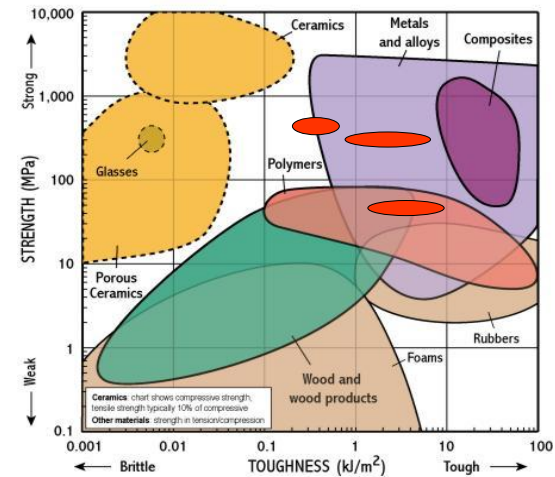 10,000
1,000
100
10
1
0.1
Strong
STRENGTH (MPa)
Weak
Ceramics
Metals
and alloys
Composites
Glasses
Polymers
Porous
Ceramics
Rubbers
Foams
Wood and
wood products
Ceramics: chart shows compressive strength,
tensile strength typically 10% of compressive
Other materials: strength in tension/compression
0.001
0.01
0.1
1
10
100
Brittle
TOUGHNESS (kJ/m²)
Tough